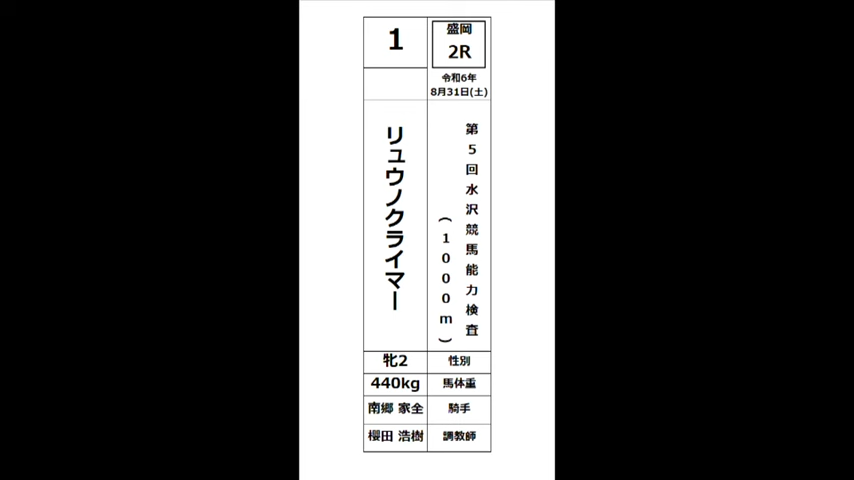 盛岡
2R
令和6年
8月31日(土)
第5回水沢競馬能力検査
(1000m)
1
リュウノクライマー
牝2
性別
440kg
馬体重
南郷 家全
騎手
櫻田 浩樹
調教師